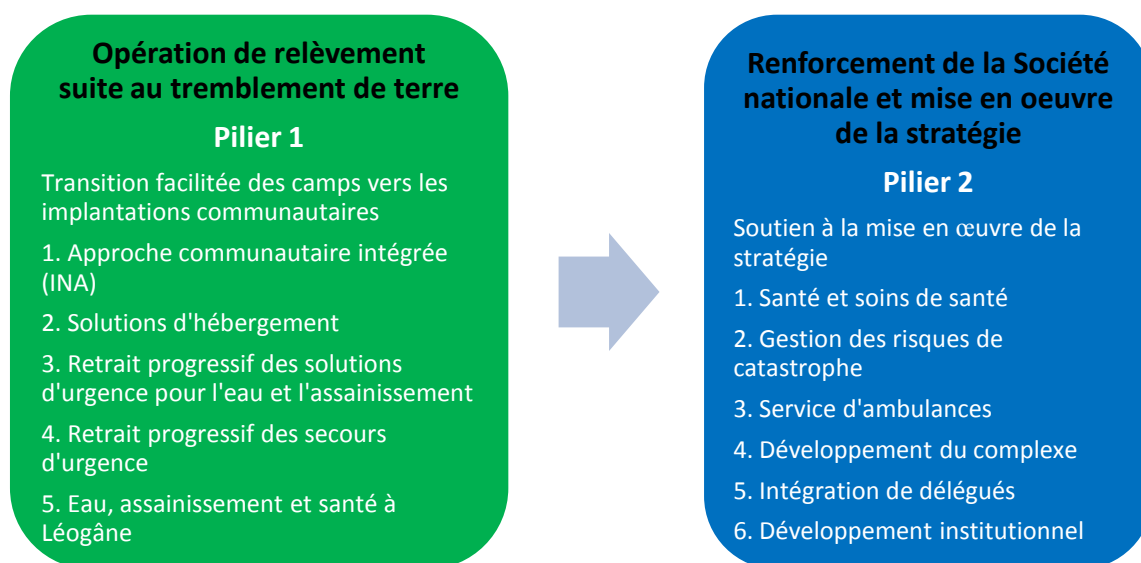 Opération de relèvement
suite au tremblement de terre
Pilier 1
Transition facilitée des camps vers les
implantations communautaires
1. Approche communautaire intégrée
(INA)
2. Solutions d'hébergement
3. Retrait progressif des solutions
d'urgence pour l'eau et l'assainissement
4. Retrait progressif des secours
d'urgence
5. Eau, assainissement et santé à
Léogâne
Renforcement de la Société
nationale et mise en oeuvre
de la stratégie
Pilier 2
Soutien à la mise en œuvre de la
stratégie
1. Santé et soins de santé
2. Gestion des risques de
catastrophe
3. Service d'ambulances
4. Développement du complexe
5. Intégration de délégués
6. Développement institutionnel